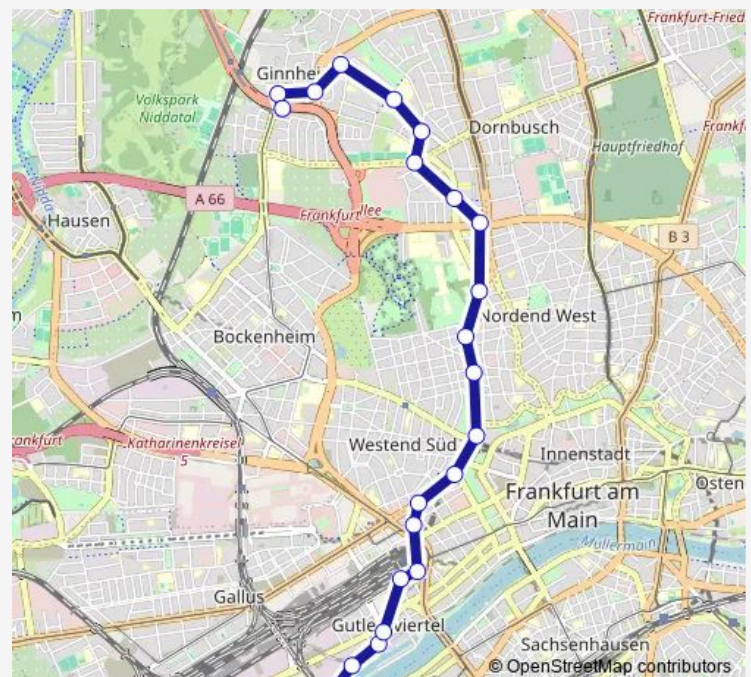 Frankfurt-Fried
Ginnhe
Volkspark
Niddatal
Dornbusch
Frankf
Hauptfriedhof
Nidda
A 66
Hausen
Frankfurt
llee
B 3
m
Nordend West
Bockenheim
rankfurt
Katharinenkreisel
5
Westend Süd
Innenstadt
Osten
Frankfurt am
Main
Gallus
Gutle
viertel
Sachsenhausen
© OpenStreetMap contributors